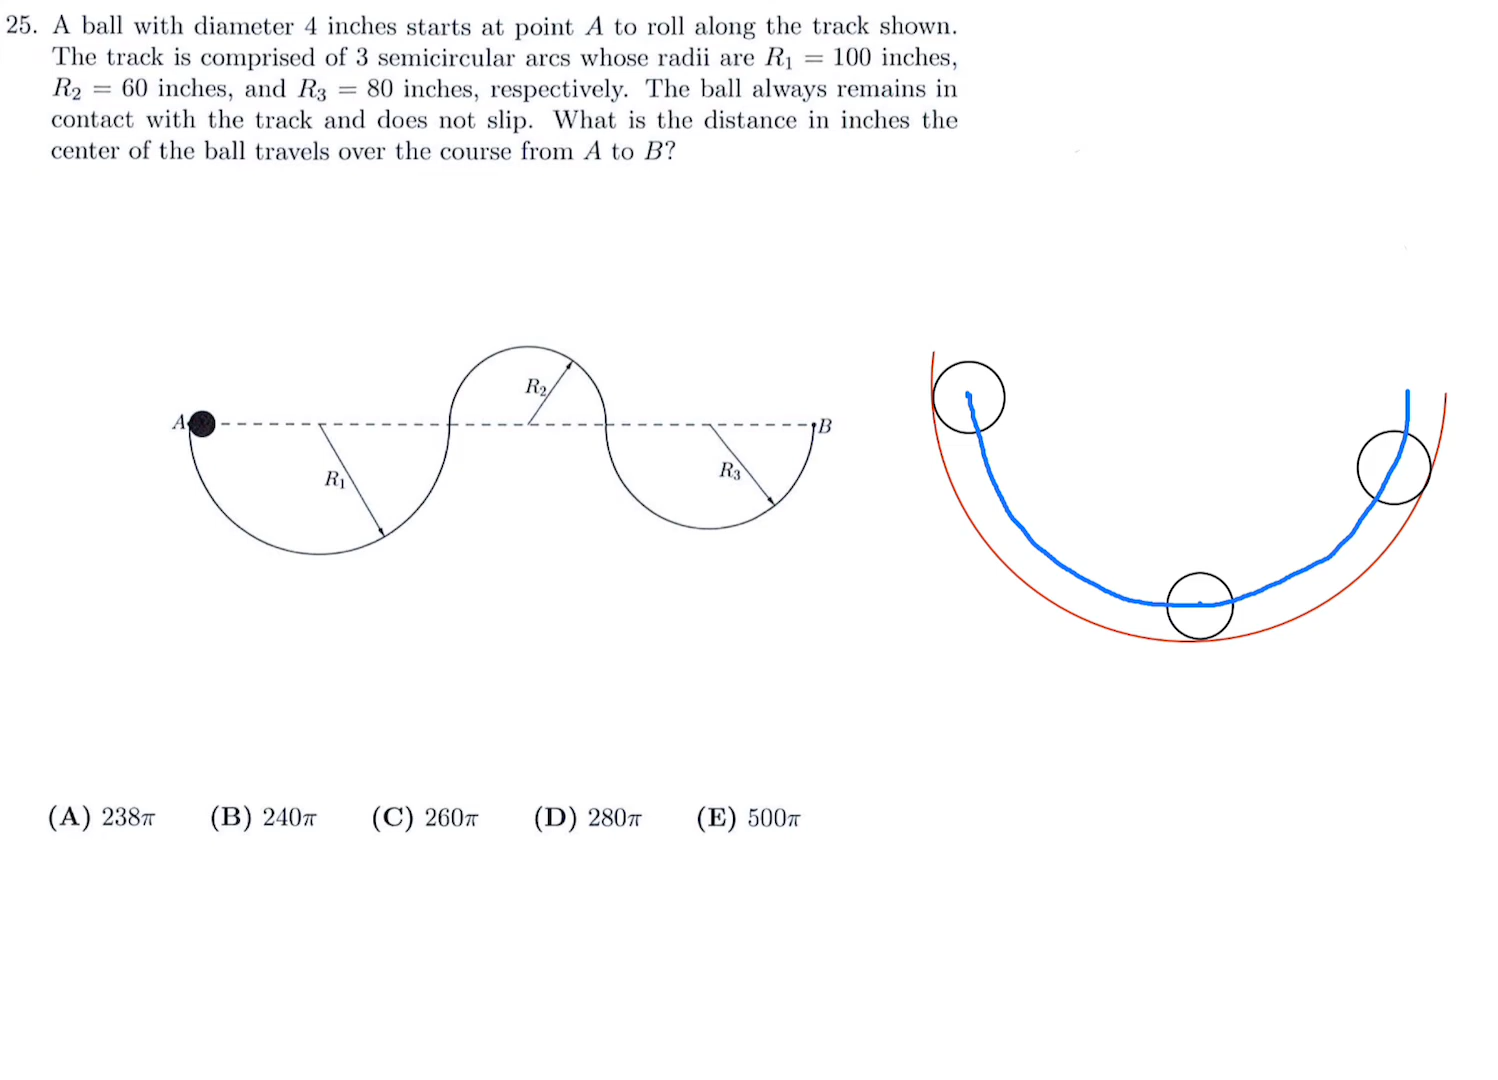 25. A ball with diameter 4 inches starts at point A to roll along the track shown.
The track is comprised of 3 semicircular arcs whose radii are R₁ = 100 inches,
R₂ = 60 inches, and R₃ = 80 inches, respectively. The ball always remains in
contact with the track and does not slip. What is the distance in inches the
center of the ball travels over the course from A to B?
R₂
A
B
R₃
R₁
(A) 238π (B) 240π (C) 260π (D) 280π (E) 500π